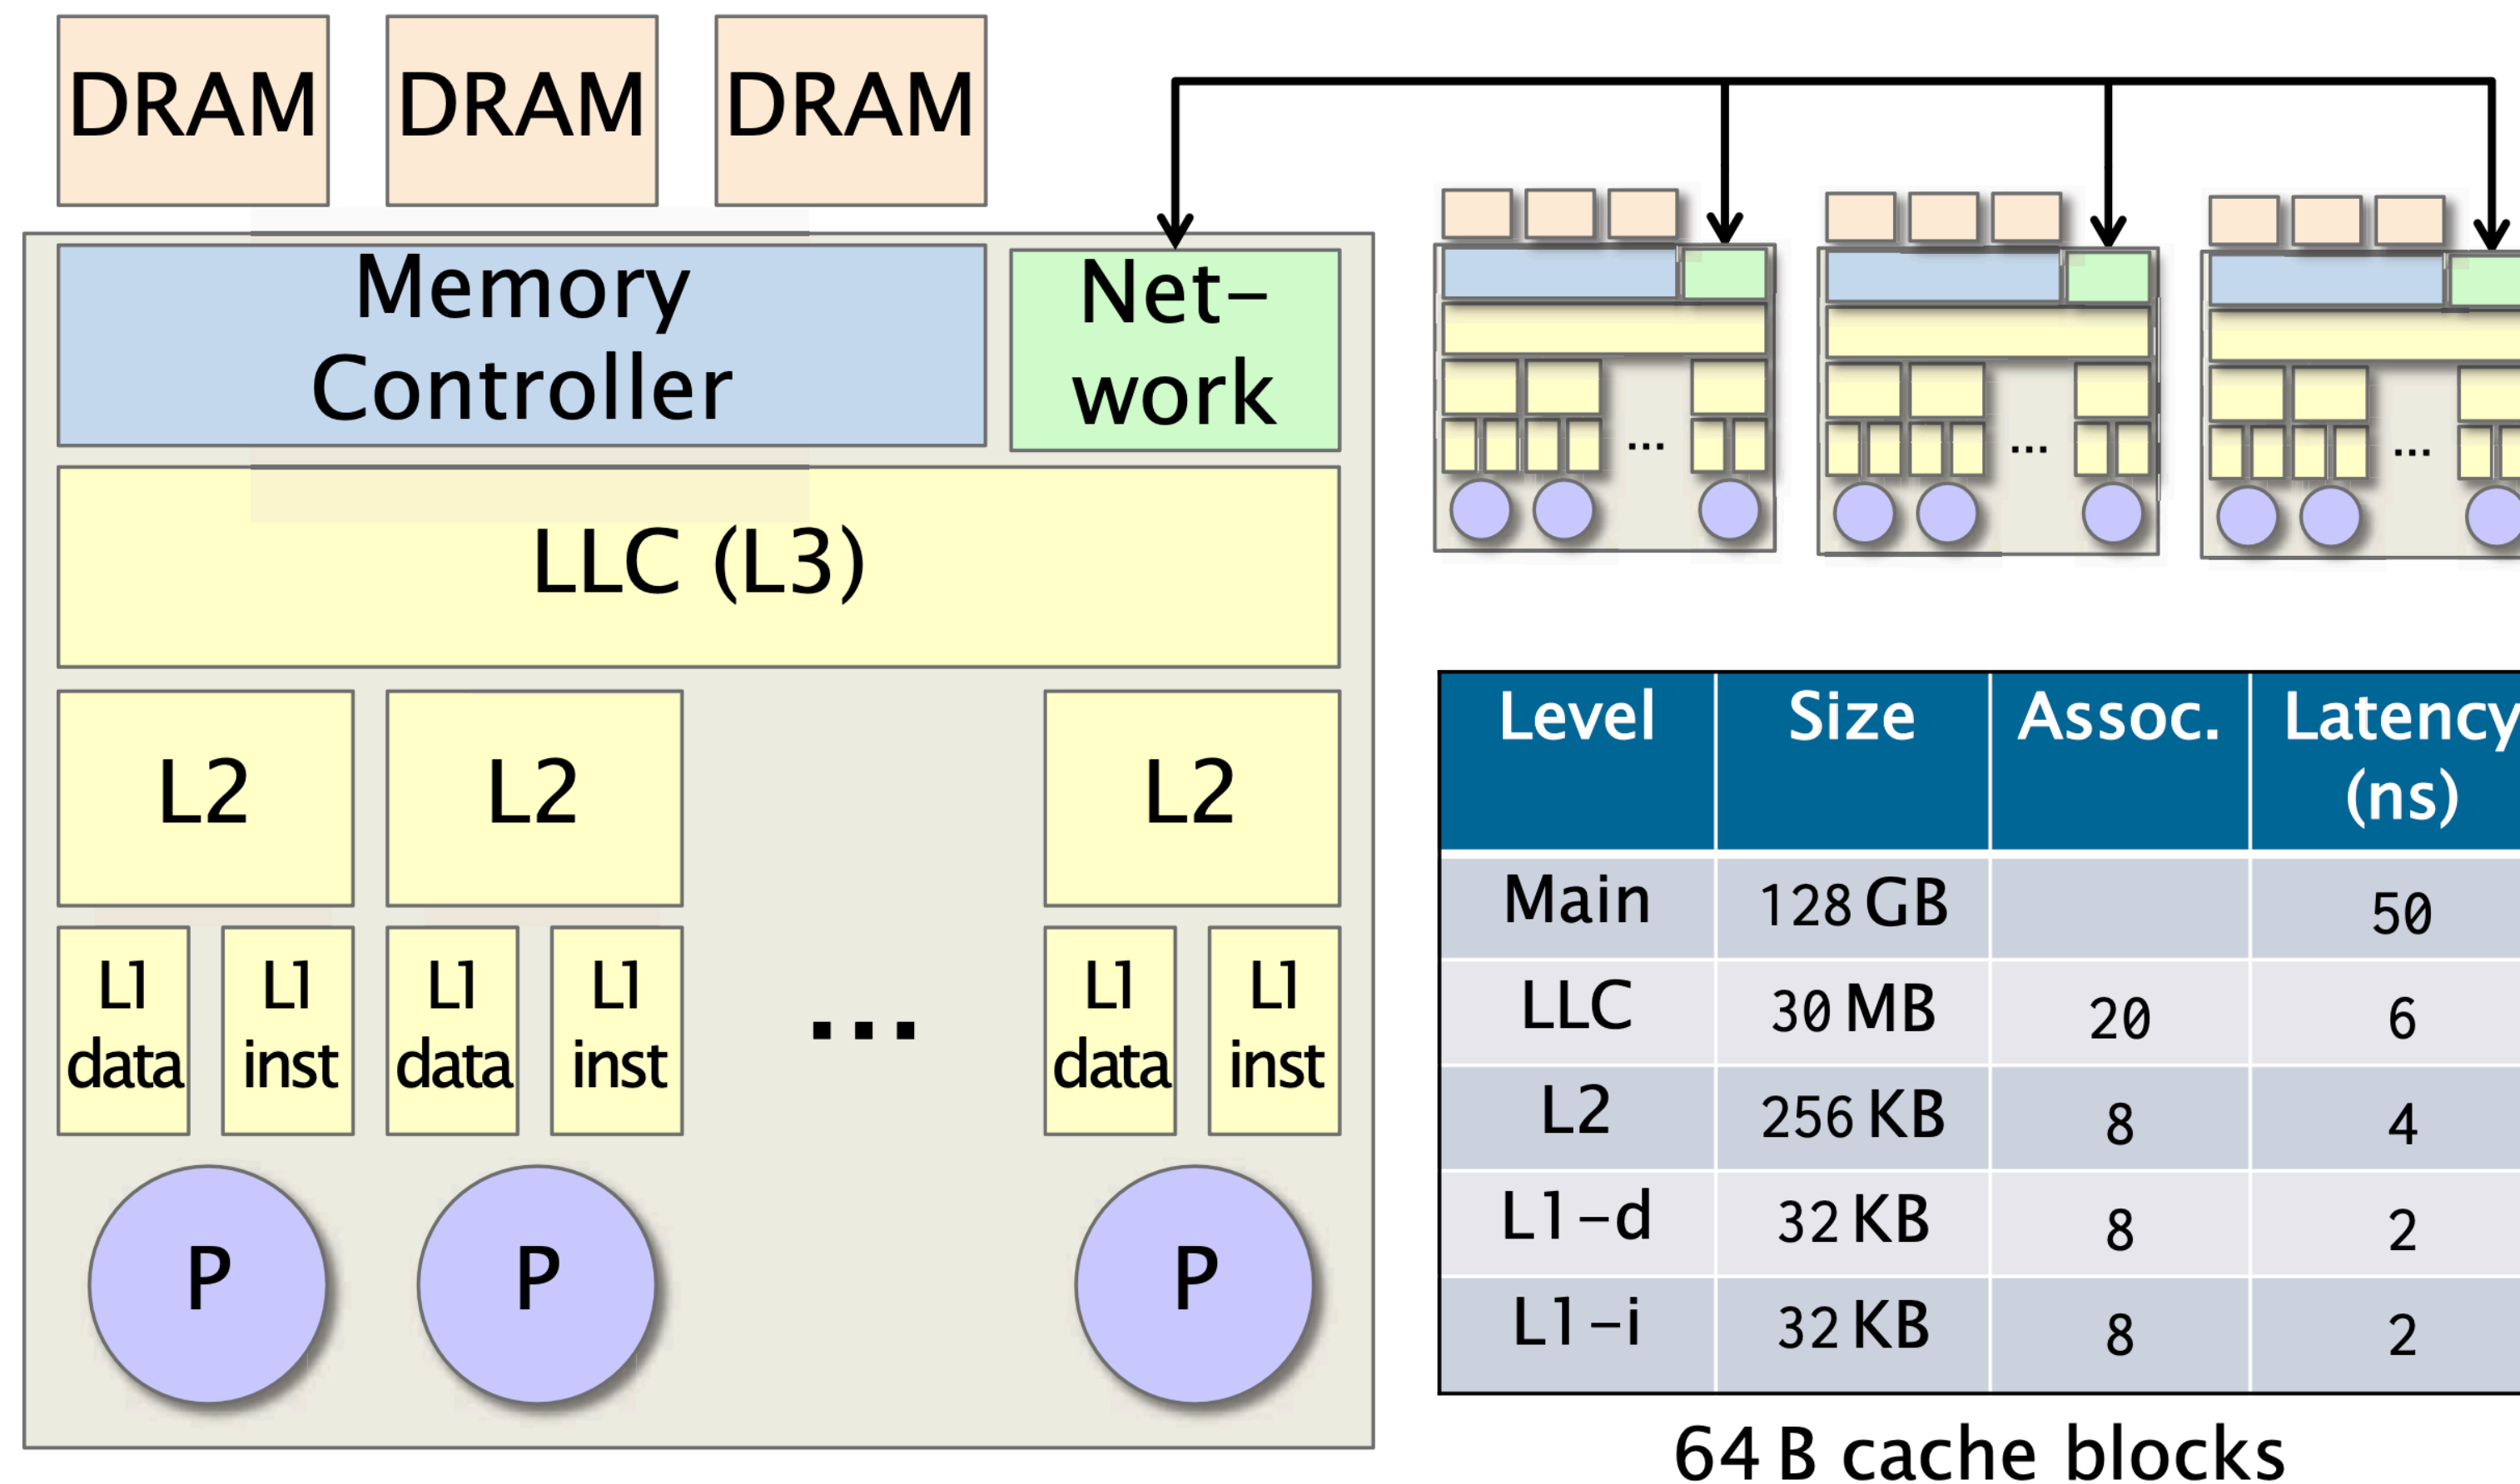 DRAM DRAM DRAM
Memory
Controller
Net-
work
LLC (L3)
L2 L2 L2
L1
data
L1
inst
L1
data
L1
inst
...
L1
data
L1
inst
P P P
... ... ...
Level Size Assoc. Latency
(ns)
Main 128 GB 50
LLC 30 MB 20 6
L2 256 KB 8 4
L1-d 32 KB 8 2
L1-i 32 KB 8 2
64 B cache blocks